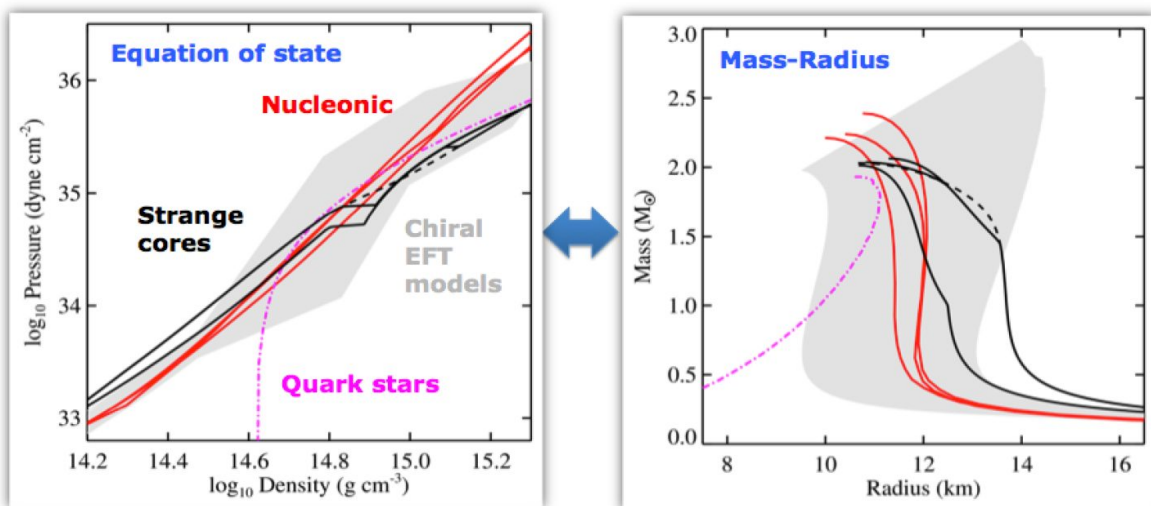 Equation of state
Nucleonic
Strange
cores
Chiral
EFT
models
Quark stars
log₁₀ Pressure (dyne cm⁻²)
36
35
34
33
14.2 14.4 14.6 14.8 15.0 15.2
log₁₀ Density (g cm⁻³)
Mass-Radius
Mass (M☉)
3.0
2.5
2.0
1.5
1.0
0.5
0.0
8 10 12 14 16
Radius (km)